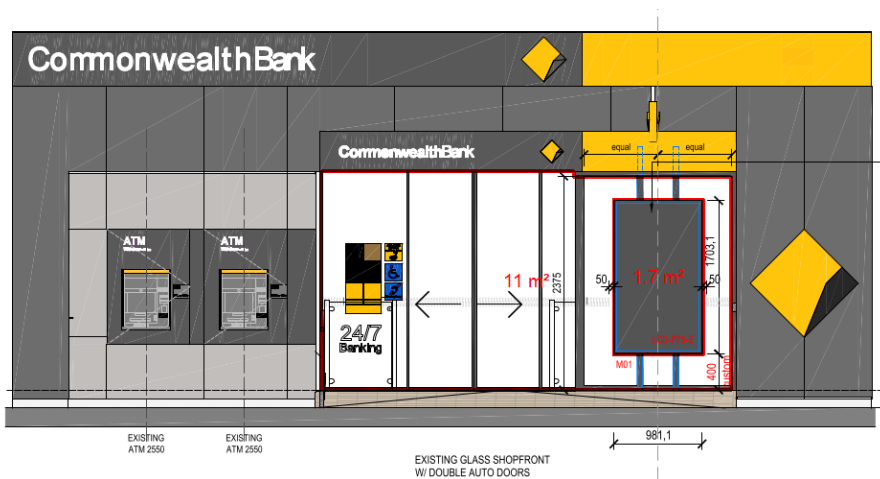 CommonwealthBank
CommonwealthBank
equal
equal
ATM
ATM
11 m²
2375
50
1.7 m²
50
1703,1
24/7
Banking
M01
400
custom
981,1
EXISTING
ATM 2550
EXISTING
ATM 2550
EXISTING GLASS SHOPFRONT
W/ DOUBLE AUTO DOORS